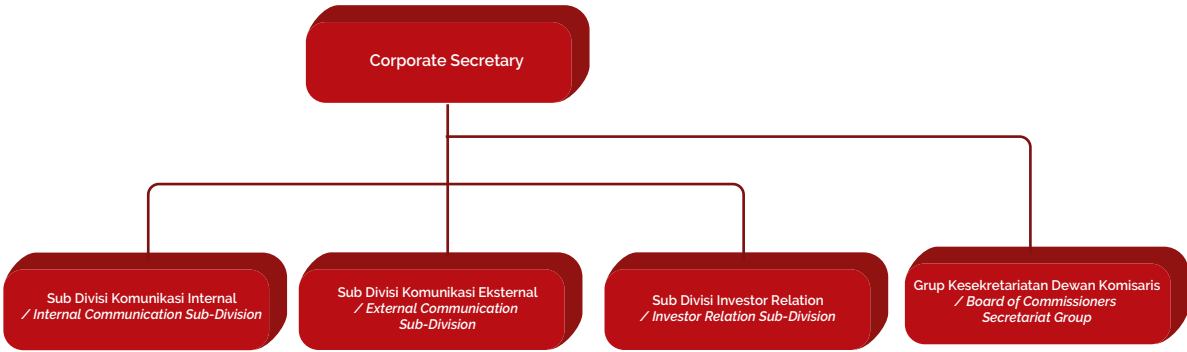 Corporate Secretary
Sub Divisi Komunikasi Internal
/ Internal Communication Sub-Division
Sub Divisi Komunikasi Eksternal
/ External Communication
Sub-Division
Sub Divisi Investor Relation
/ Investor Relation Sub-Division
Grup Kesekretariatan Dewan Komisaris
/ Board of Commissioners
Secretariat Group